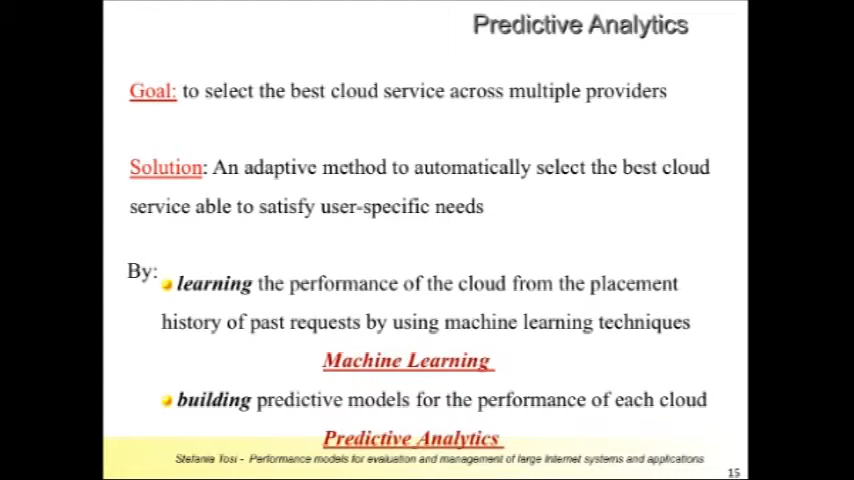 Predictive Analytics
Goal: to select the best cloud service across multiple providers
Solution: An adaptive method to automatically select the best cloud
service able to satisfy user-specific needs
By:
learning the performance of the cloud from the placement
history of past requests by using machine learning techniques
Machine Learning
building predictive models for the performance of each cloud
Predictive Analytics
Stefania Tosi - Performance models for evaluation and management of large Internet systems and applications
15